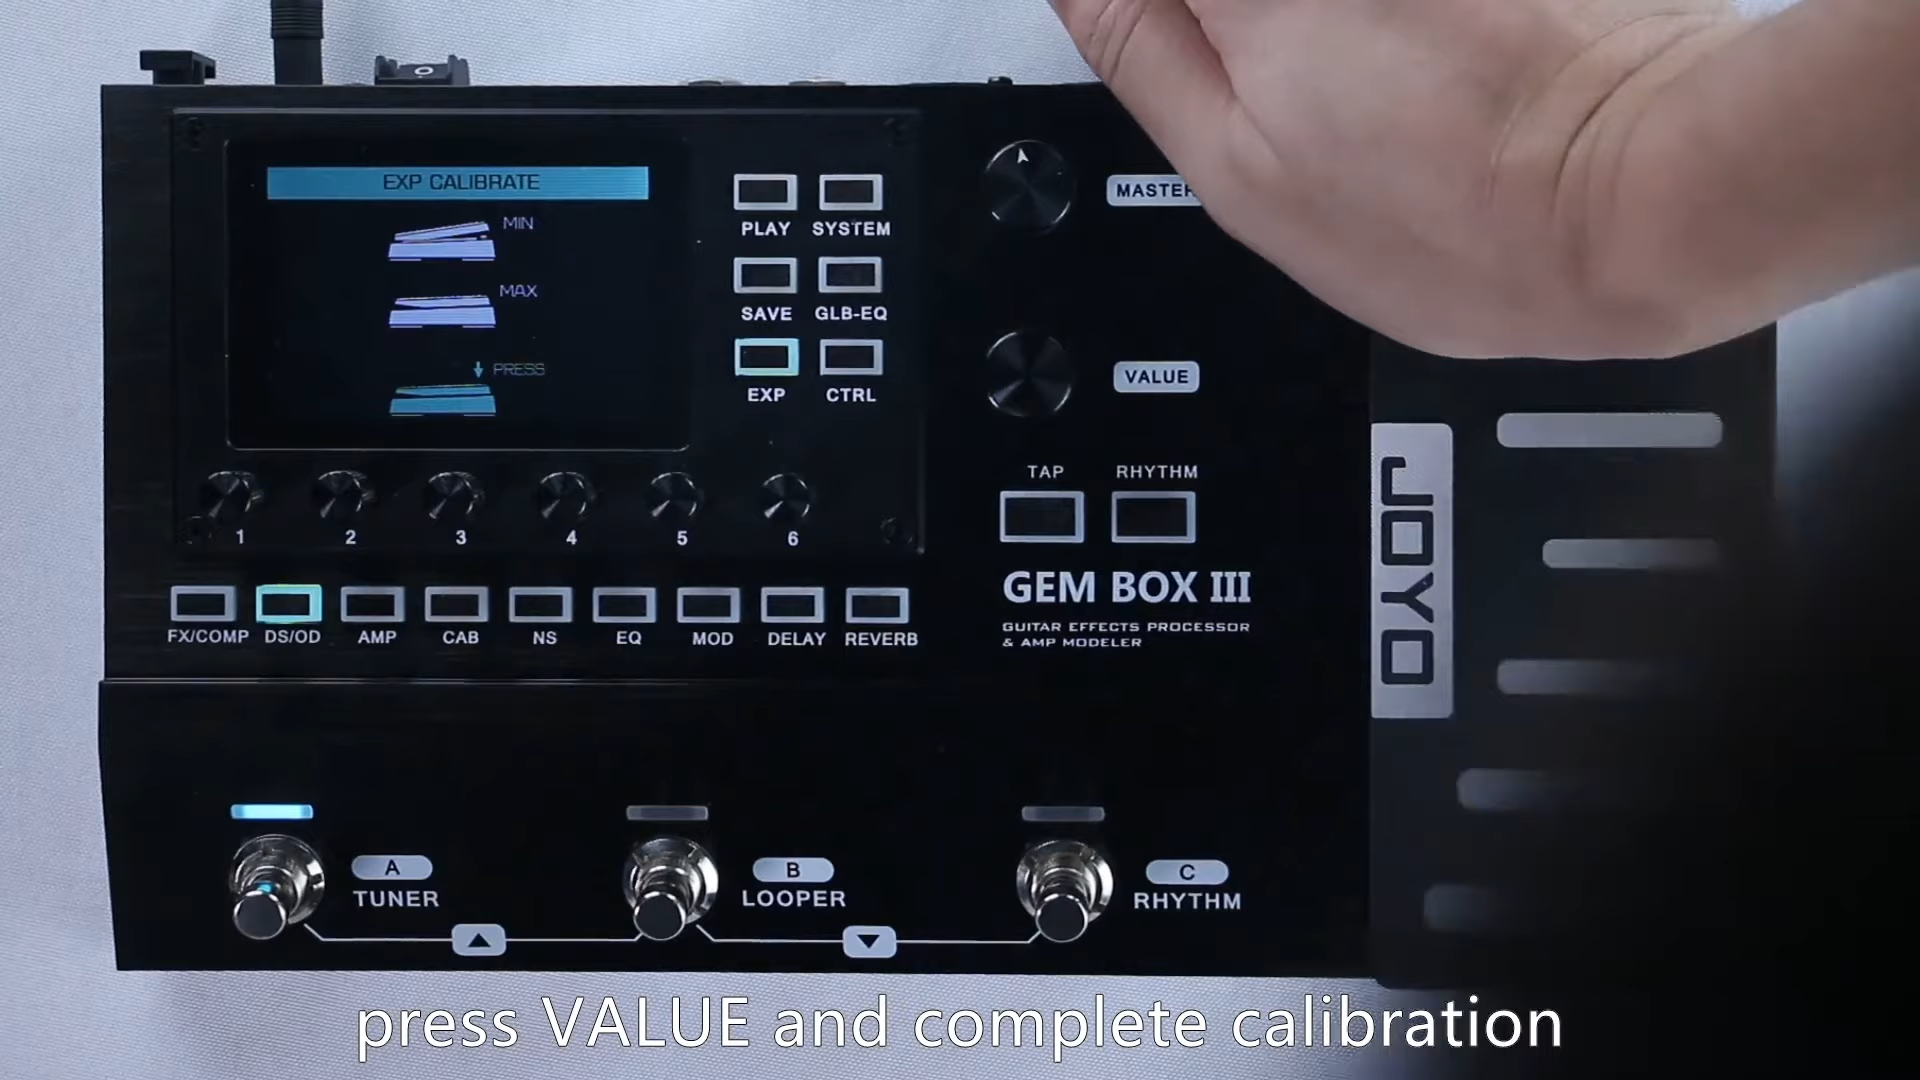 EXP CALIBRATE
MIN
MAX
PRESS
PLAY SYSTEM
SAVE GLB-EQ
EXP CTRL
MASTER
VALUE
TAP RHYTHM
1 2 3 4 5 6
FX/COMP DS/OD AMP CAB NS EQ MOD DELAY REVERB
GEM BOX III
GUITAR EFFECTS PROCESSOR
& AMP MODELER
JOYO
A
TUNER
B
LOOPER
C
RHYTHM
press VALUE and complete calibration